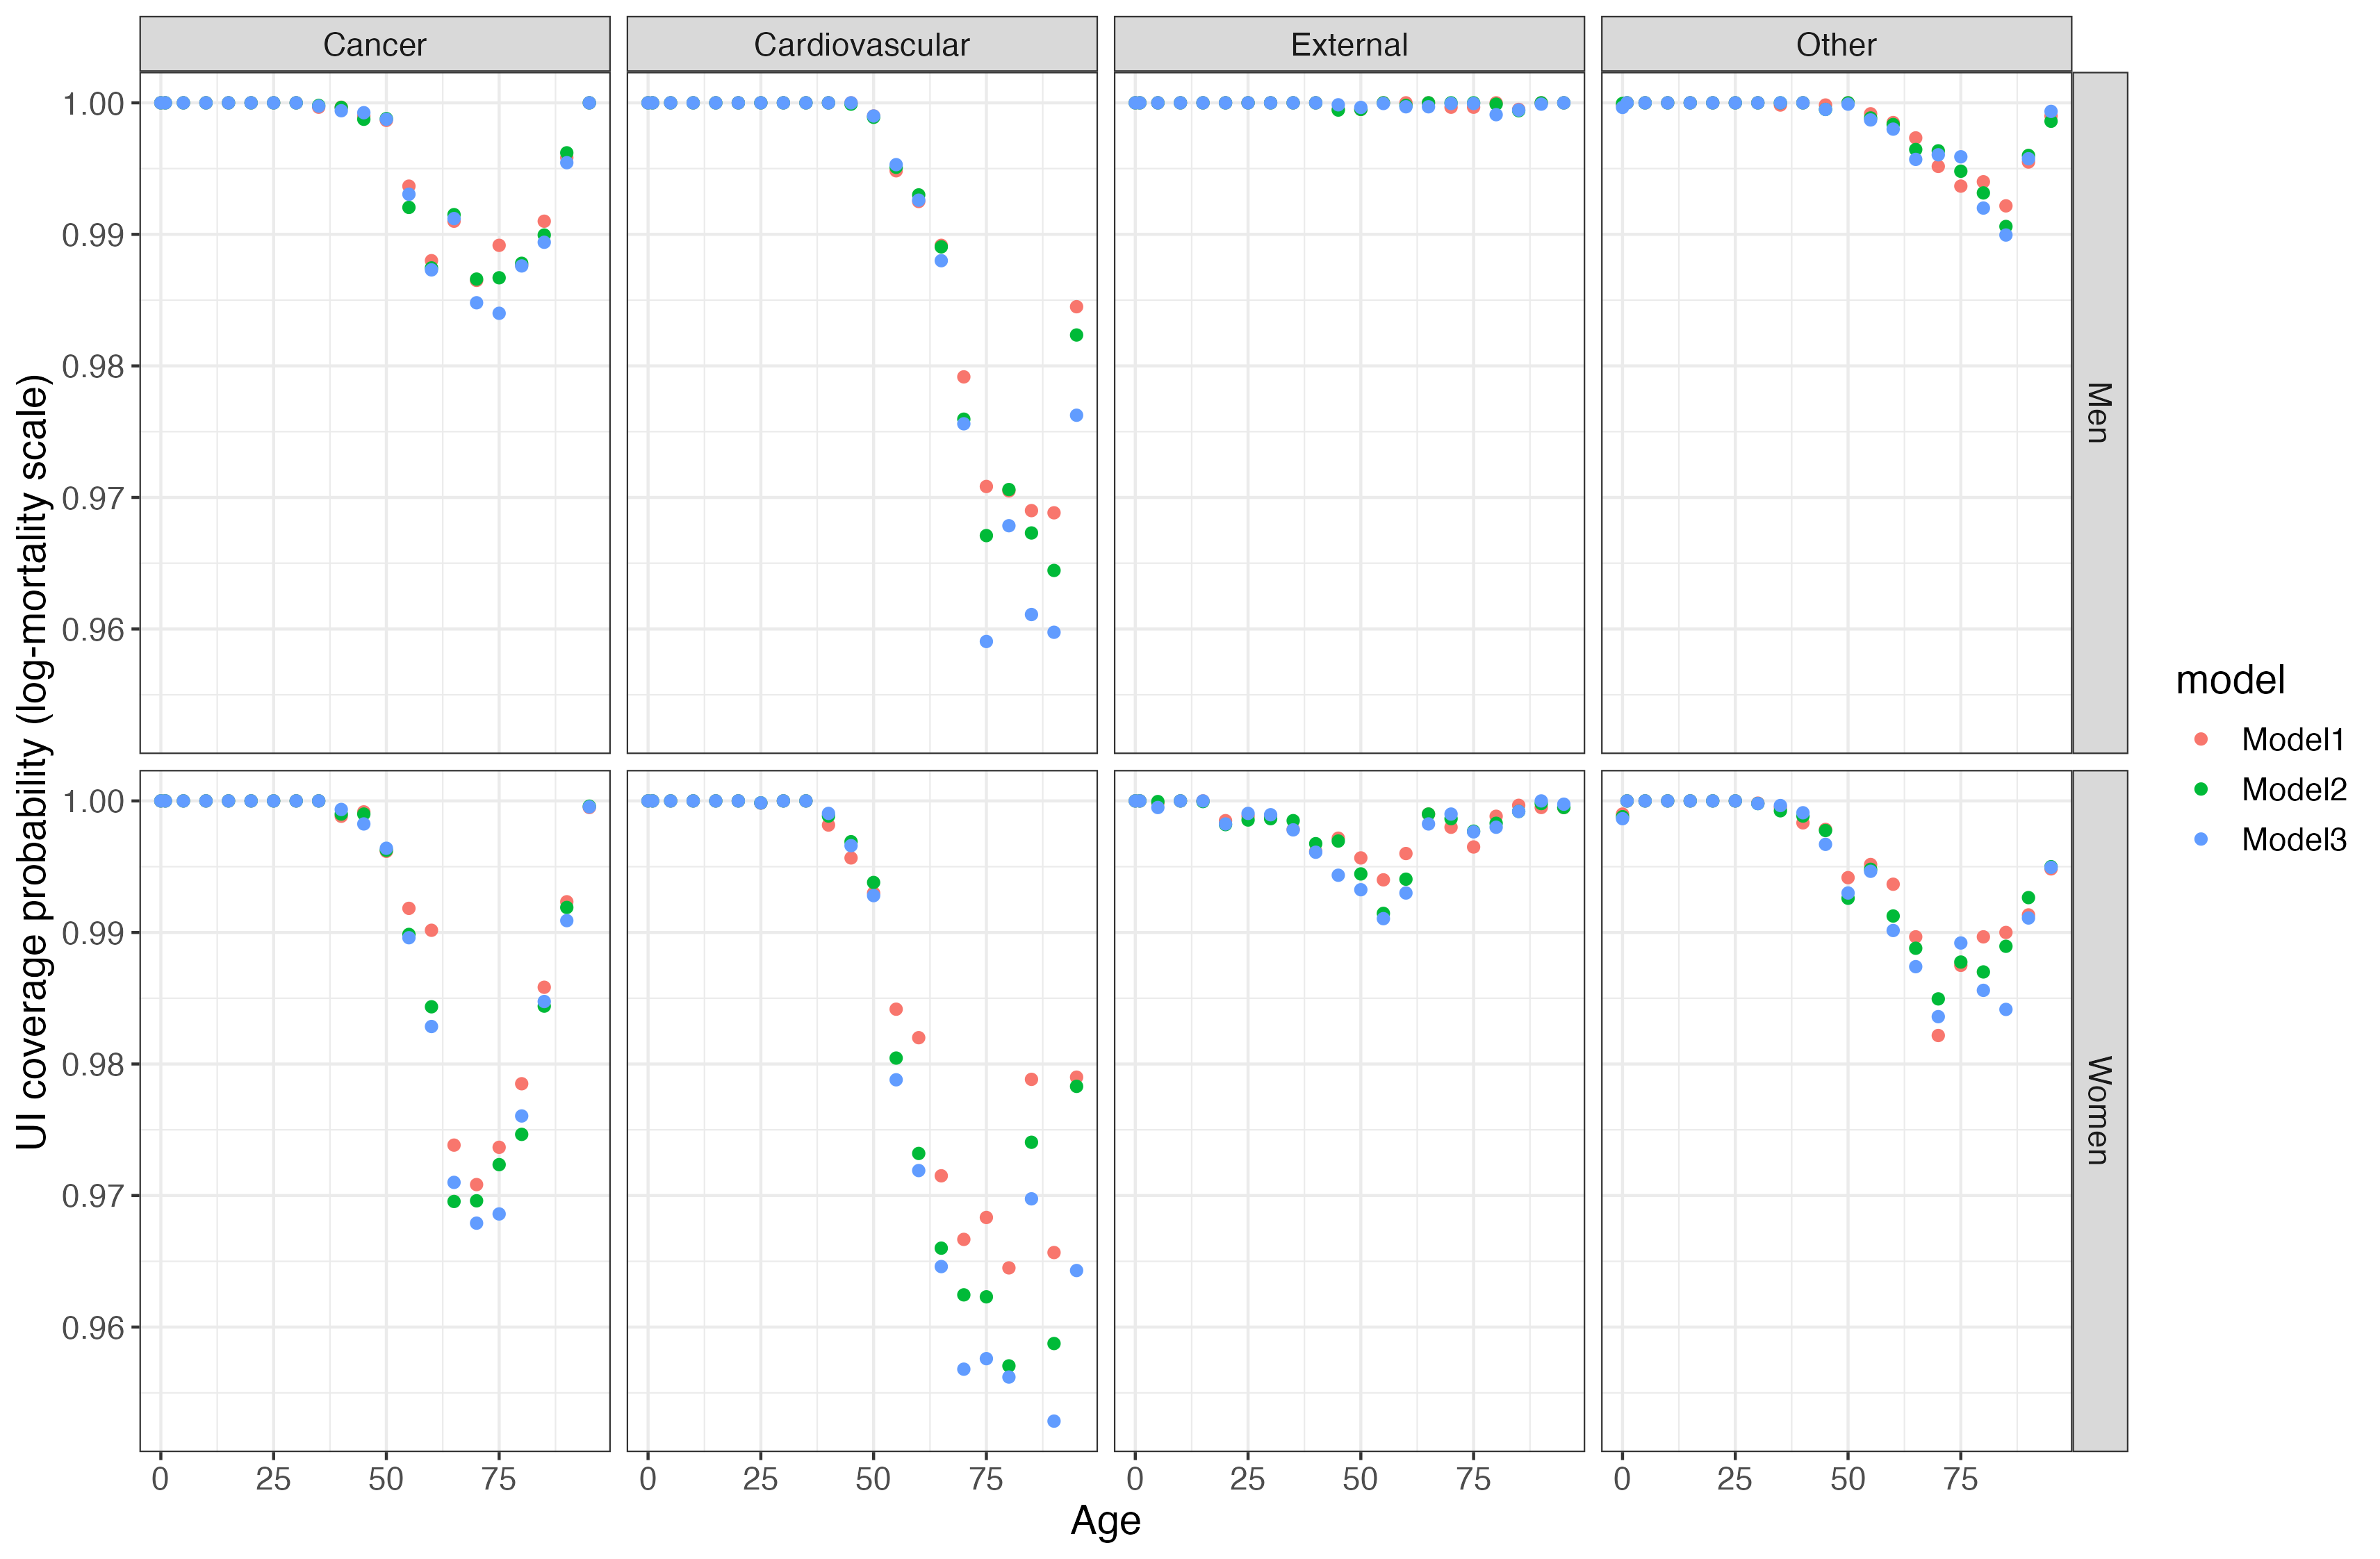 Cancer Cardiovascular External Other
UI coverage probability (log-mortality scale)
1.00
0.99
0.98
0.97
0.96
Men
1.00
0.99
0.98
0.97
0.96
Women
0 25 50 75 0 25 50 75 0 25 50 75 0 25 50 75
Age
model
Model1
Model2
Model3